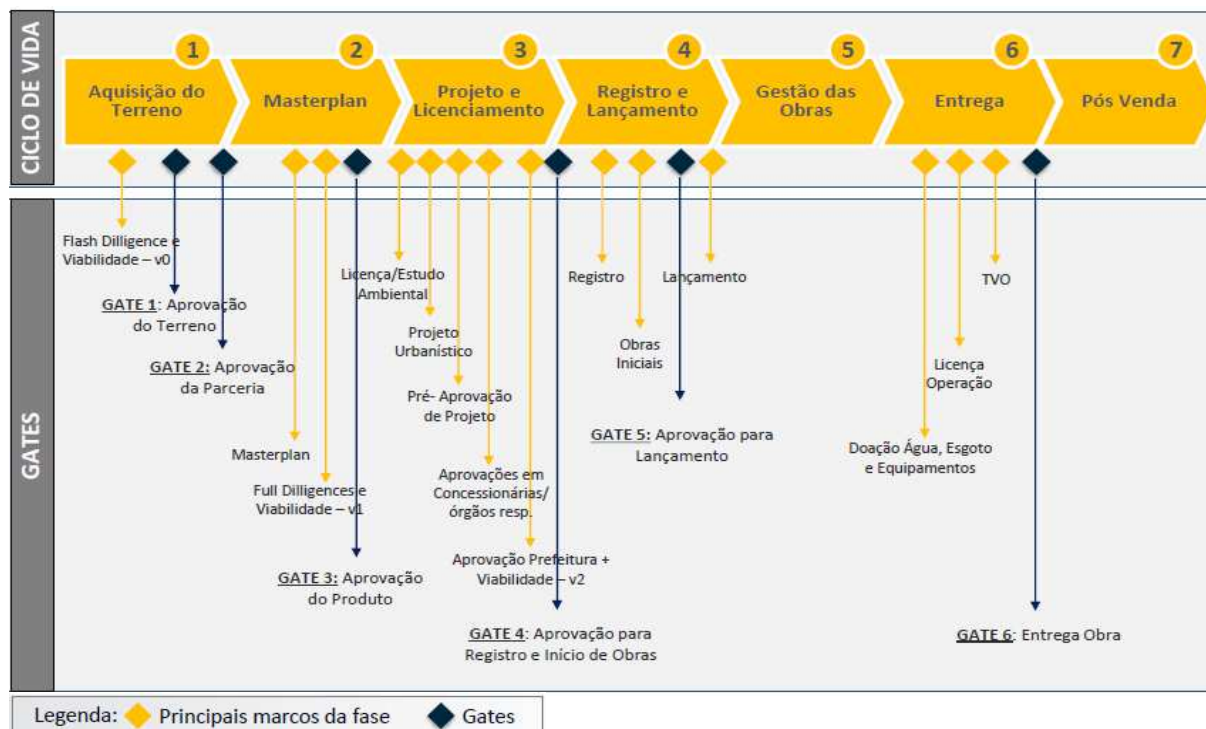 CICLO DE VIDA
1
2
3
4
5
6
7
Aquisição do
Terreno
Masterplan
Projeto e
Licenciamento
Registro e
Lançamento
Gestão das
Obras
Entrega
Pós Venda
GATES
Flash Dilligence e
Viabilidade – v0
GATE 1: Aprovação
do Terreno
GATE 2: Aprovação
da Parceria
Masterplan
Full Dilligences e
Viabilidade – v1
GATE 3: Aprovação
do Produto
Licença/Estudo
Ambiental
Projeto
Urbanístico
Pré- Aprovação
de Projeto
Aprovações em
Concessionárias/
órgãos resp.
Aprovação Prefeitura +
Viabilidade – v2
GATE 4: Aprovação para
Registro e Início de Obras
Registro
Obras
Iniciais
GATE 5: Aprovação para
Lançamento
Lançamento
Doação Água, Esgoto
e Equipamentos
Licença
Operação
TVO
GATE 6: Entrega Obra
Legenda: Principais marcos da fase Gates